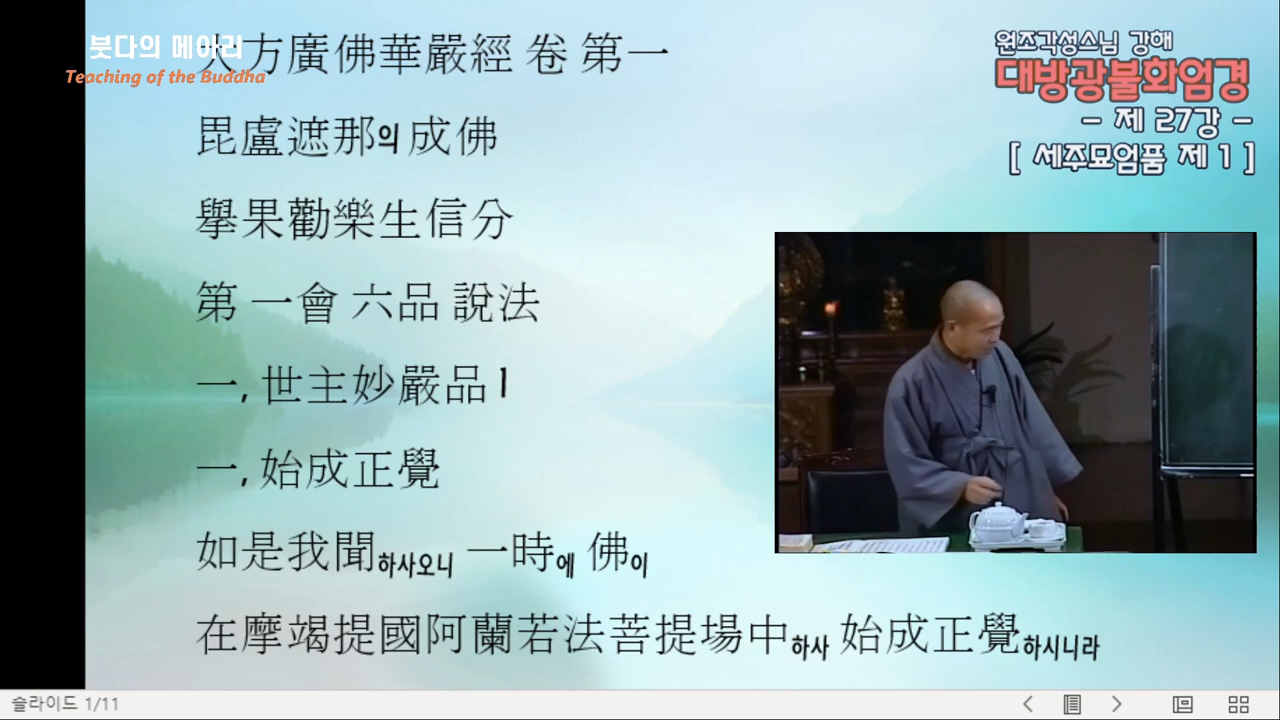 붓다의 메아리
Teaching of the Buddha
大方廣佛華嚴經 卷 第一
毘盧遮那의 成佛
擧果勸樂生信分
第 一會 六品 說法
一, 世主妙嚴品 1
一, 始成正覺
如是我聞하사오니 一時에 佛이
在摩竭提國阿蘭若法菩提場中하사 始成正覺하시니라
원조각성스님 강해
대방광불화엄경
- 제 27강 -
[ 세주묘엄품 제 1 ]
슬라이드 1/11